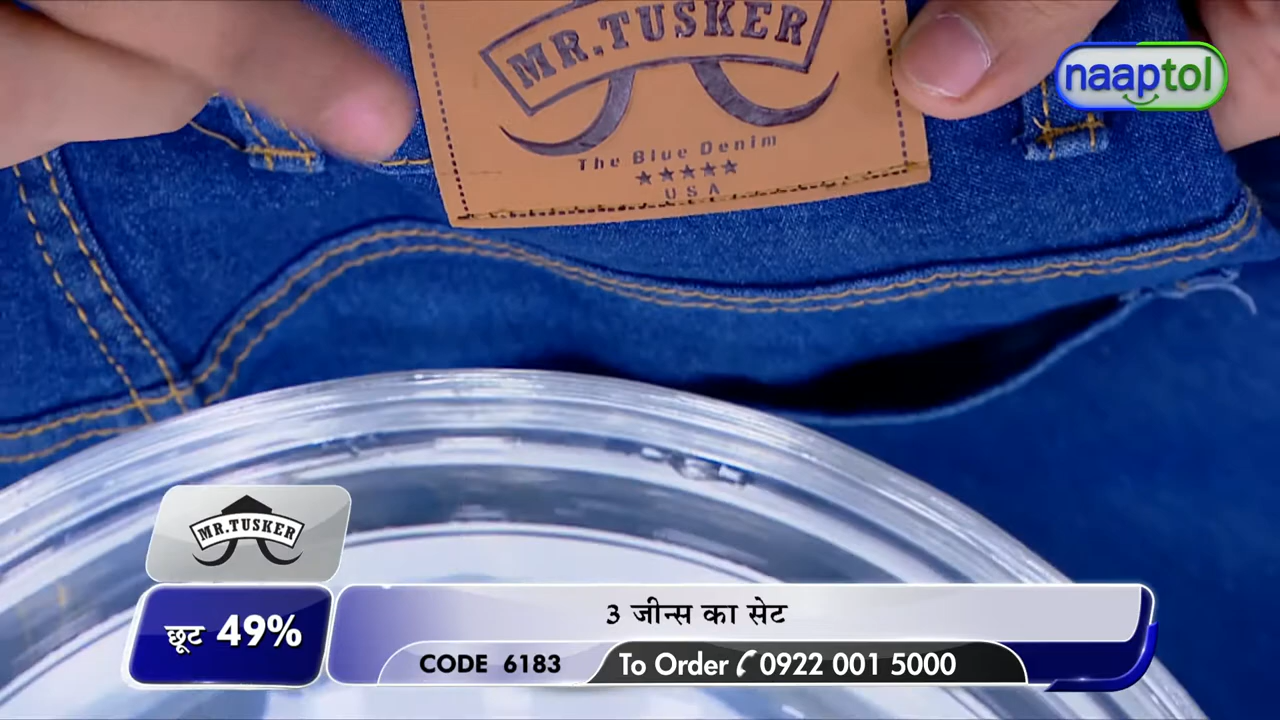 MR.TUSKER
naaptol
The Blue Denim
USA
MR.TUSKER
छूट 49%
3 जीन्स का सेट
CODE 6183
To Order 0922 001 5000